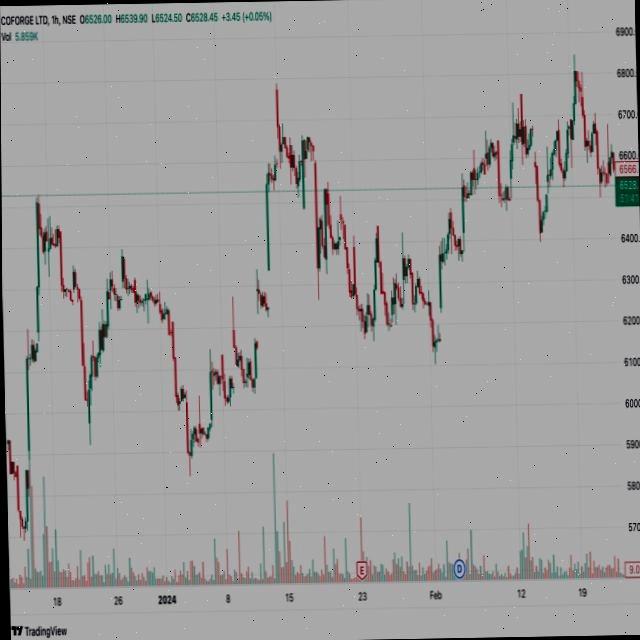 COFORGE LTD, 1h, NSE O6526.00 H6539.90 L6524.50 C6528.45 +3.45 (+0.05%)
Vol 5.859K
6900.
6800.
6700.
6600.
6566.
6528.
6400.
6300.
6200.
6100.
6000
5900
580
570
9.0
E
D
18 26 2024 8 15 23 Feb 12 19
TradingView